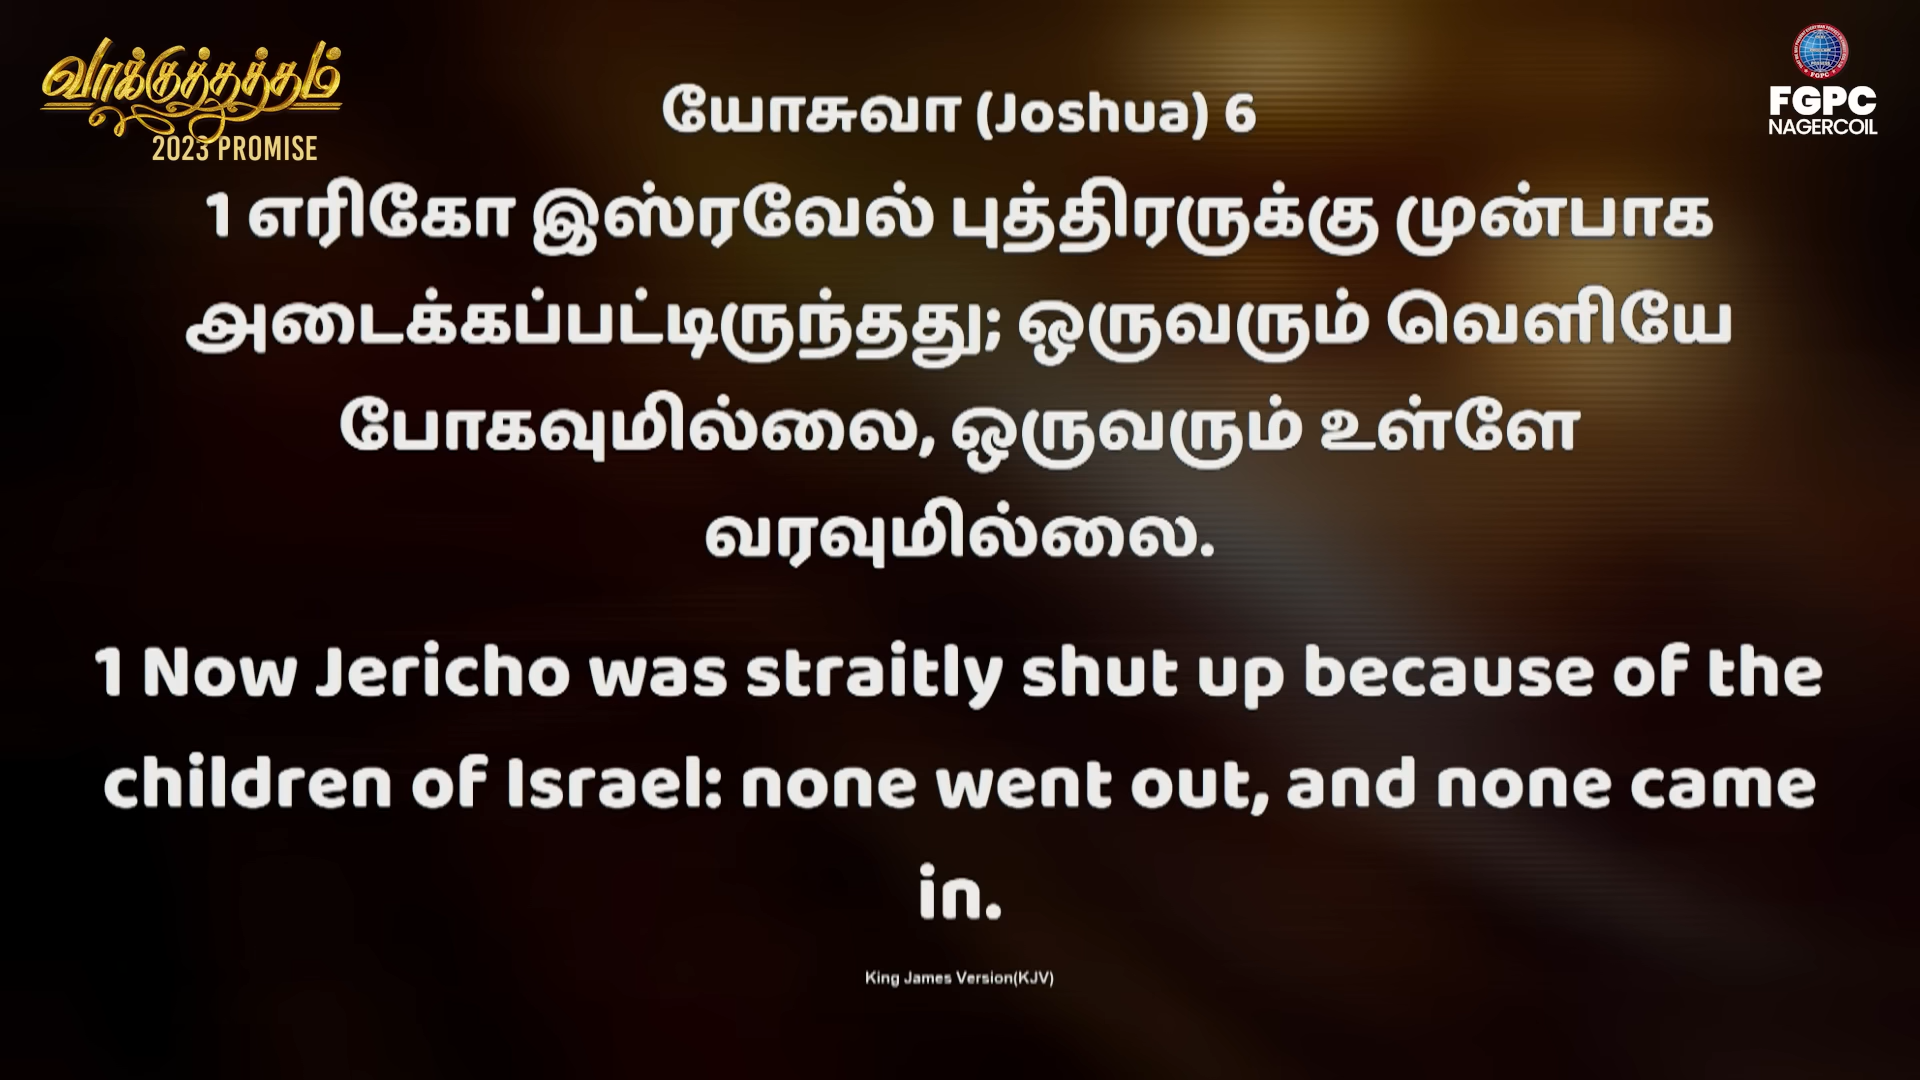 வாக்குத்தத்தம்
2023 PROMISE
FGPC
NAGERCOIL
யோசுவா (Joshua) 6
1 எரிகோ இஸ்ரவேல் புத்திரருக்கு முன்பாக
அடைக்கப்பட்டிருந்தது; ஒருவரும் வெளியே
போகவுமில்லை, ஒருவரும் உள்ளே
வரவுமில்லை.
1 Now Jericho was straitly shut up because of the
children of Israel: none went out, and none came
in.
King James Version(KJV)